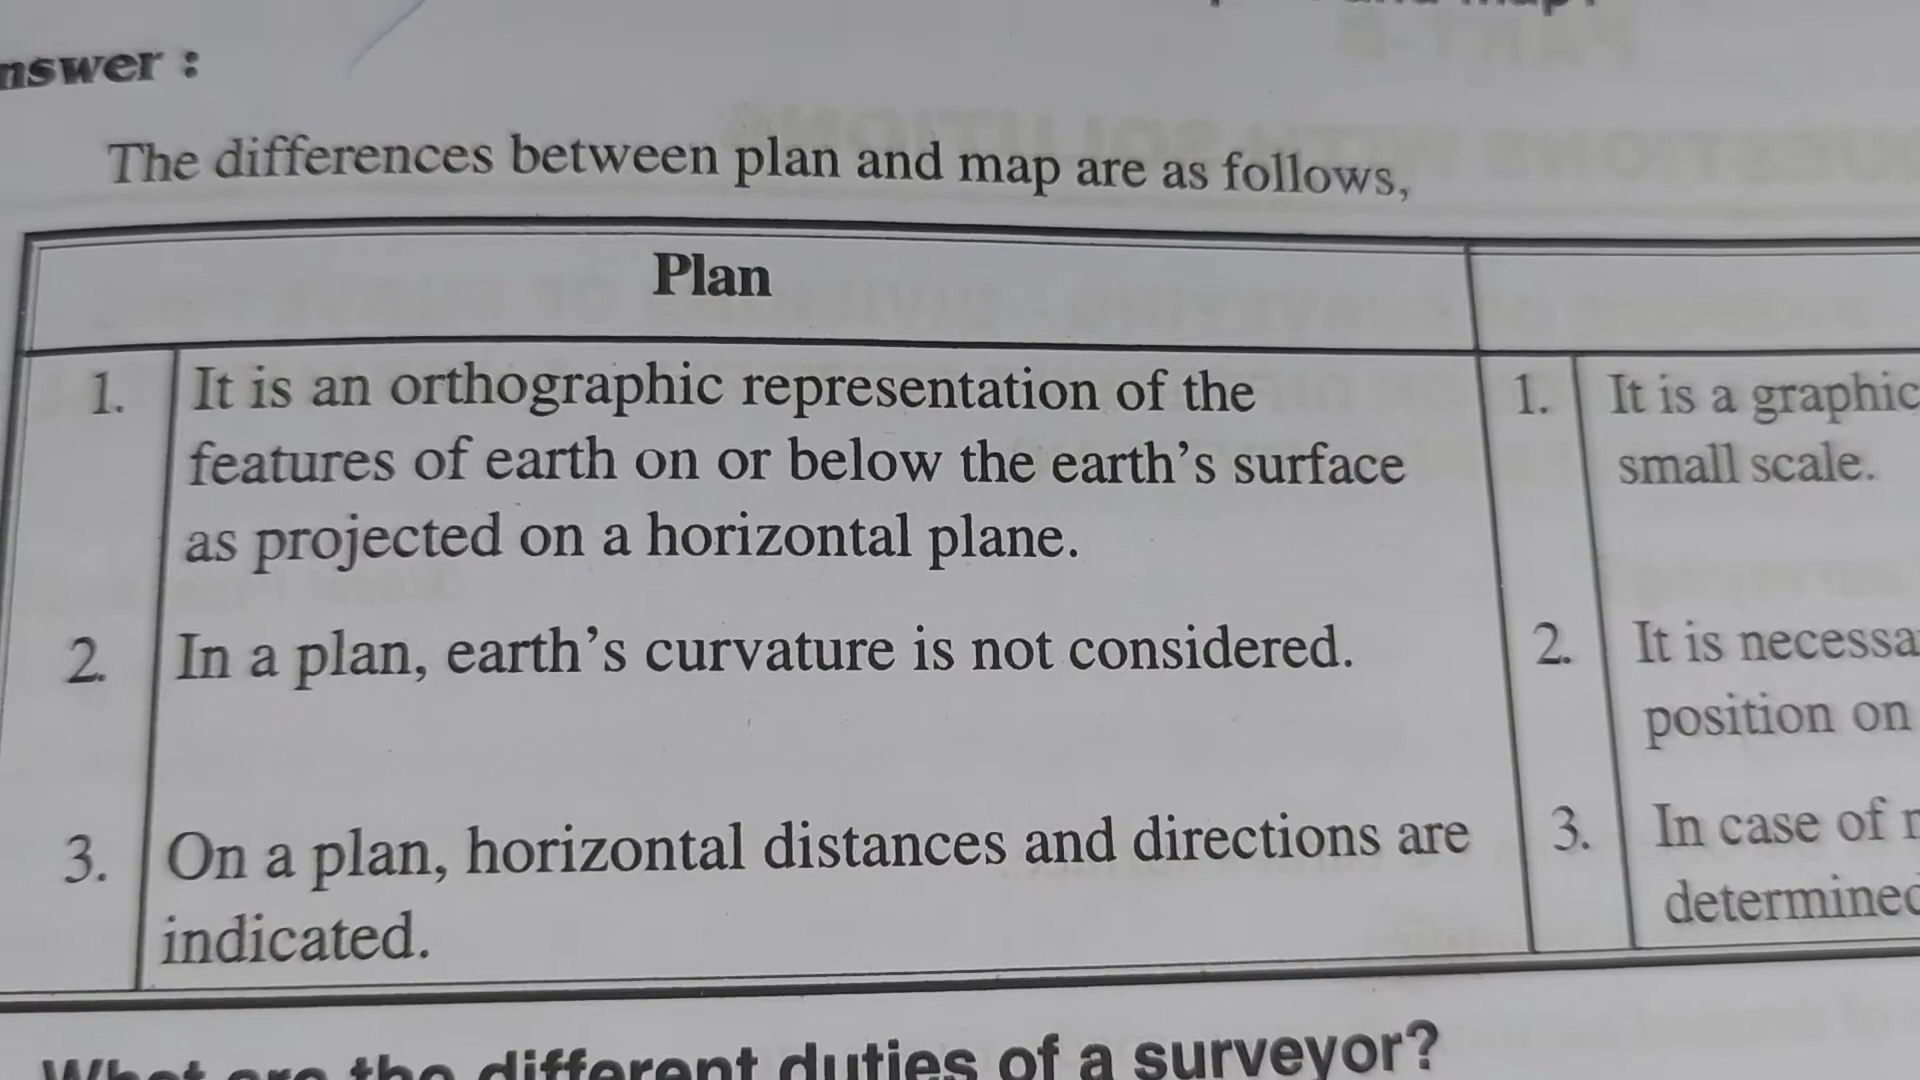 nswer :
The differences between plan and map are as follows,
Plan
1. It is an orthographic representation of the
features of earth on or below the earth’s surface
as projected on a horizontal plane.
2. In a plan, earth’s curvature is not considered.
3. On a plan, horizontal distances and directions are
indicated.
1. It is a graphic
small scale.
2. It is necessa
position on
3. In case of
determined
What are the different duties of a surveyor?